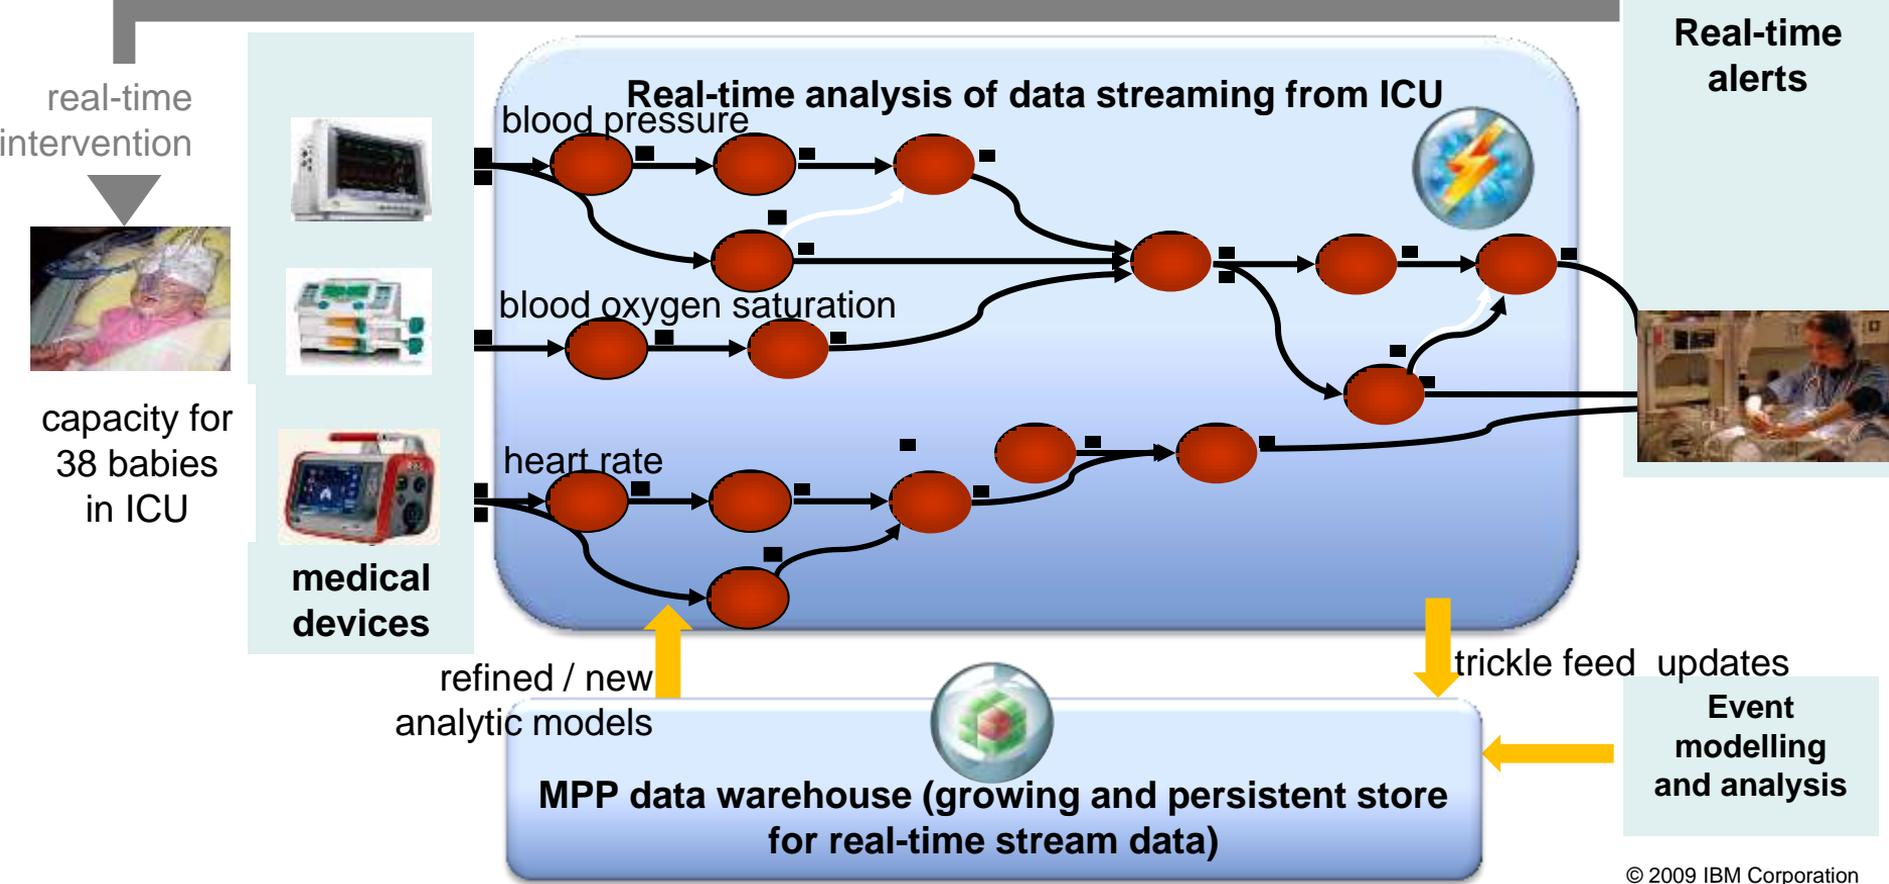 Real-time
alerts
real-time
intervention
Real-time analysis of data streaming from ICU
blood pressure
blood oxygen saturation
capacity for
38 babies
in ICU
heart rate
medical
devices
refined / new
analytic models
trickle feed  updates
Event
modelling
and analysis
MPP data warehouse (growing and persistent store
for real-time stream data)
© 2009 IBM Corporation